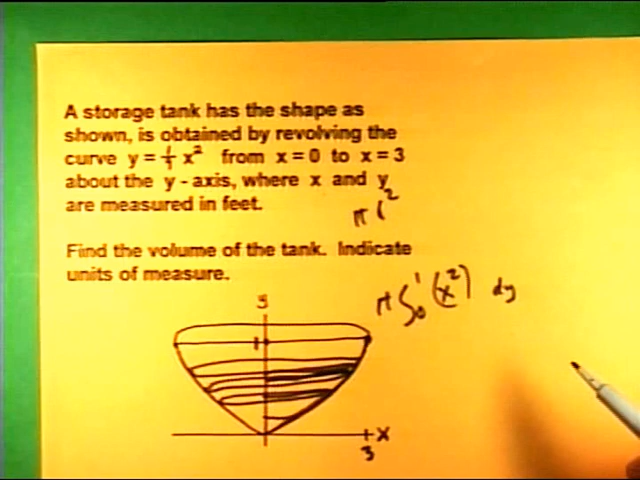 A storage tank has the shape as
shown, is obtained by revolving the
curve y = x² from x = 0 to x = 3
about the y - axis, where x and y
are measured in feet.
π r²
Find the volume of the tank. Indicate
units of measure.
π ∫₀¹ (x²) dy
1
x
3